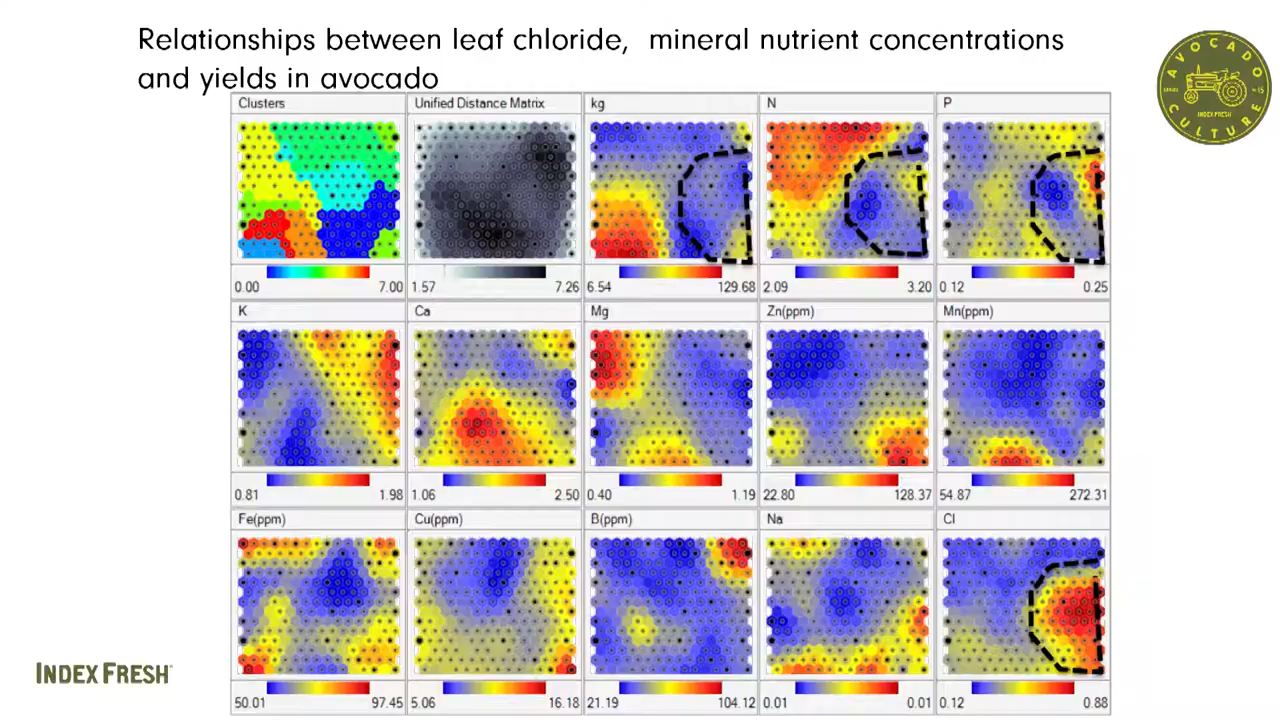 Relationships between leaf chloride, mineral nutrient concentrations
and yields in avocado
AVOCADO
CULTURE
INDEX FRESH
Clusters
Unified Distance Matrix
kg
N
P
0.00 7.00
1.57 7.26
6.54 129.68
2.09 3.20
0.12 0.25
K
Ca
Mg
Zn(ppm)
Mn(ppm)
0.81 1.98
1.06 2.50
0.40 1.19
22.80 128.37
54.87 272.31
Fe(ppm)
Cu(ppm)
B(ppm)
Na
Cl
50.01 97.45
5.06 16.18
21.19 104.12
0.01 0.01
0.12 0.88
INDEX FRESH